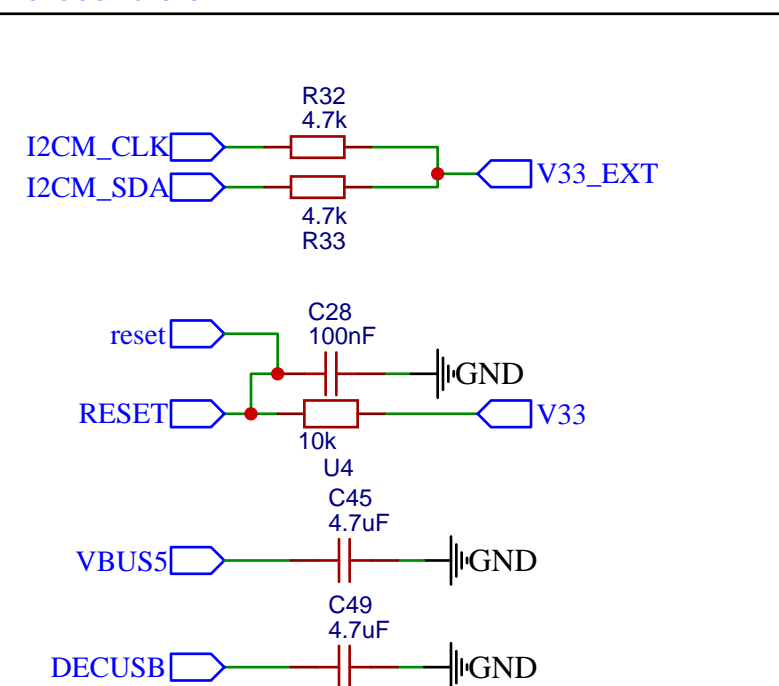 R32
4.7k
I2CM_CLK
V33_EXT
I2CM_SDA
4.7k
R33
C28
reset
100nF
GND
RESET
V33
10k
U4
C45
4.7uF
VBUS5
GND
C49
4.7uF
DECUSB
GND